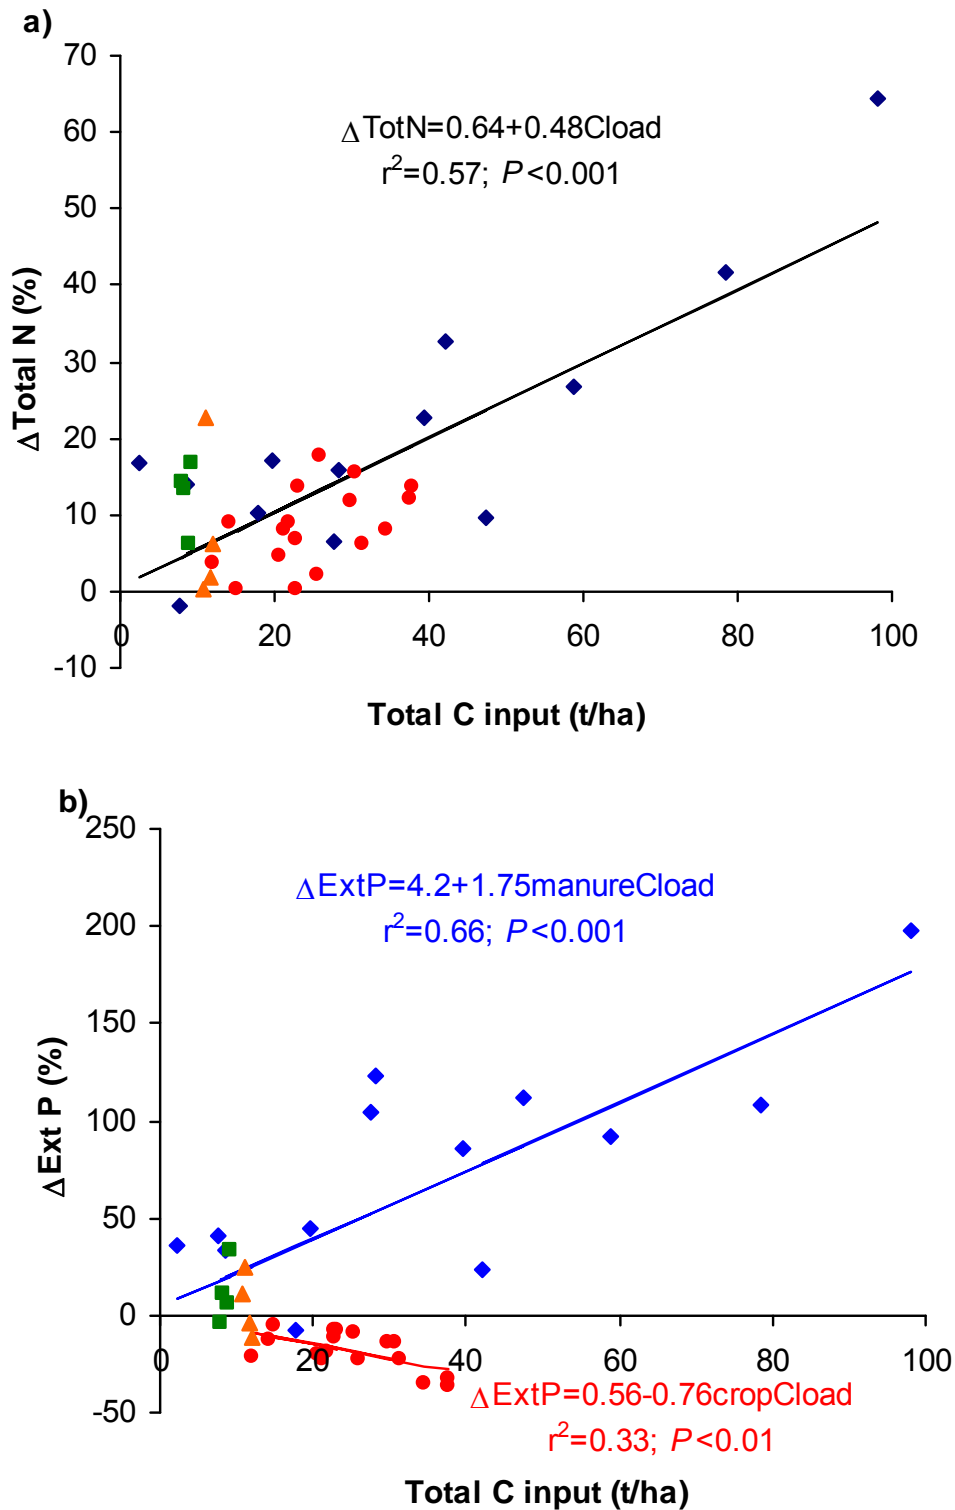 a)
70
60
50
40
30
20
10
0
-10
ΔTotal N (%)
ΔTotN=0.64+0.48Cload
r²=0.57; P<0.001
0 20 40 60 80 100
Total C input (t/ha)
b)
250
200
150
100
50
0
-50
ΔExt P (%)
ΔExtP=4.2+1.75manureCload
r²=0.66; P<0.001
0 20 40 60 80 100
ΔExtP=0.56-0.76cropCload
r²=0.33; P<0.01
Total C input (t/ha)